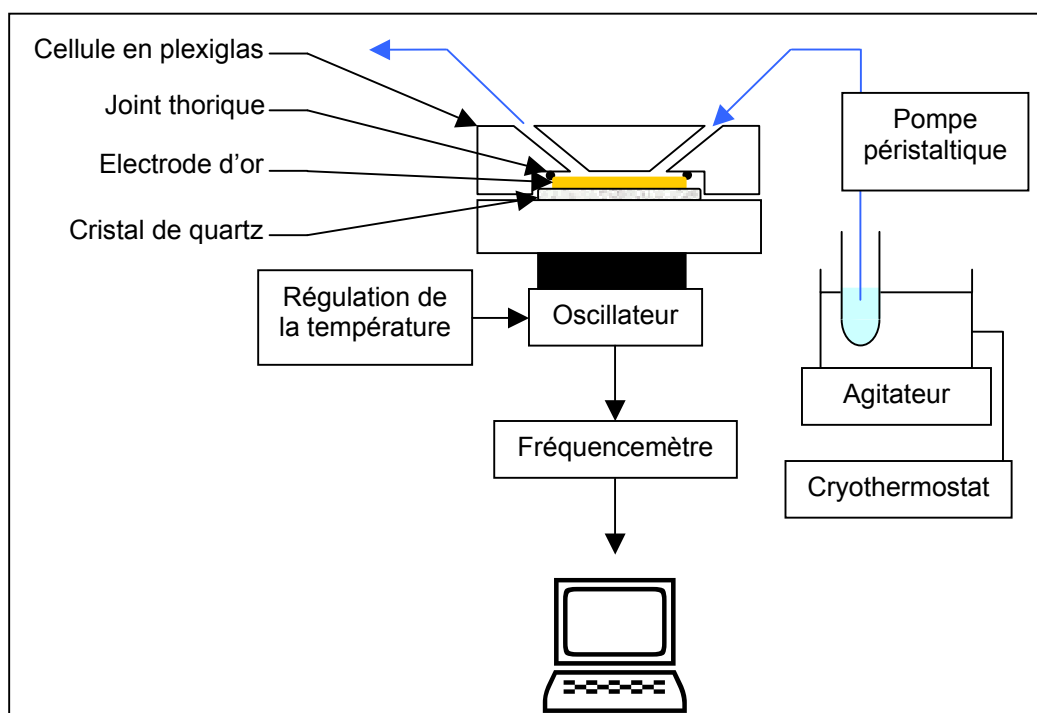 Cellule en plexiglas
Joint thorique
Electrode d'or
Cristal de quartz
Pompe
péristaltique
Régulation de
la température
Oscillateur
Agitateur
Fréquencemètre
Cryothermostat